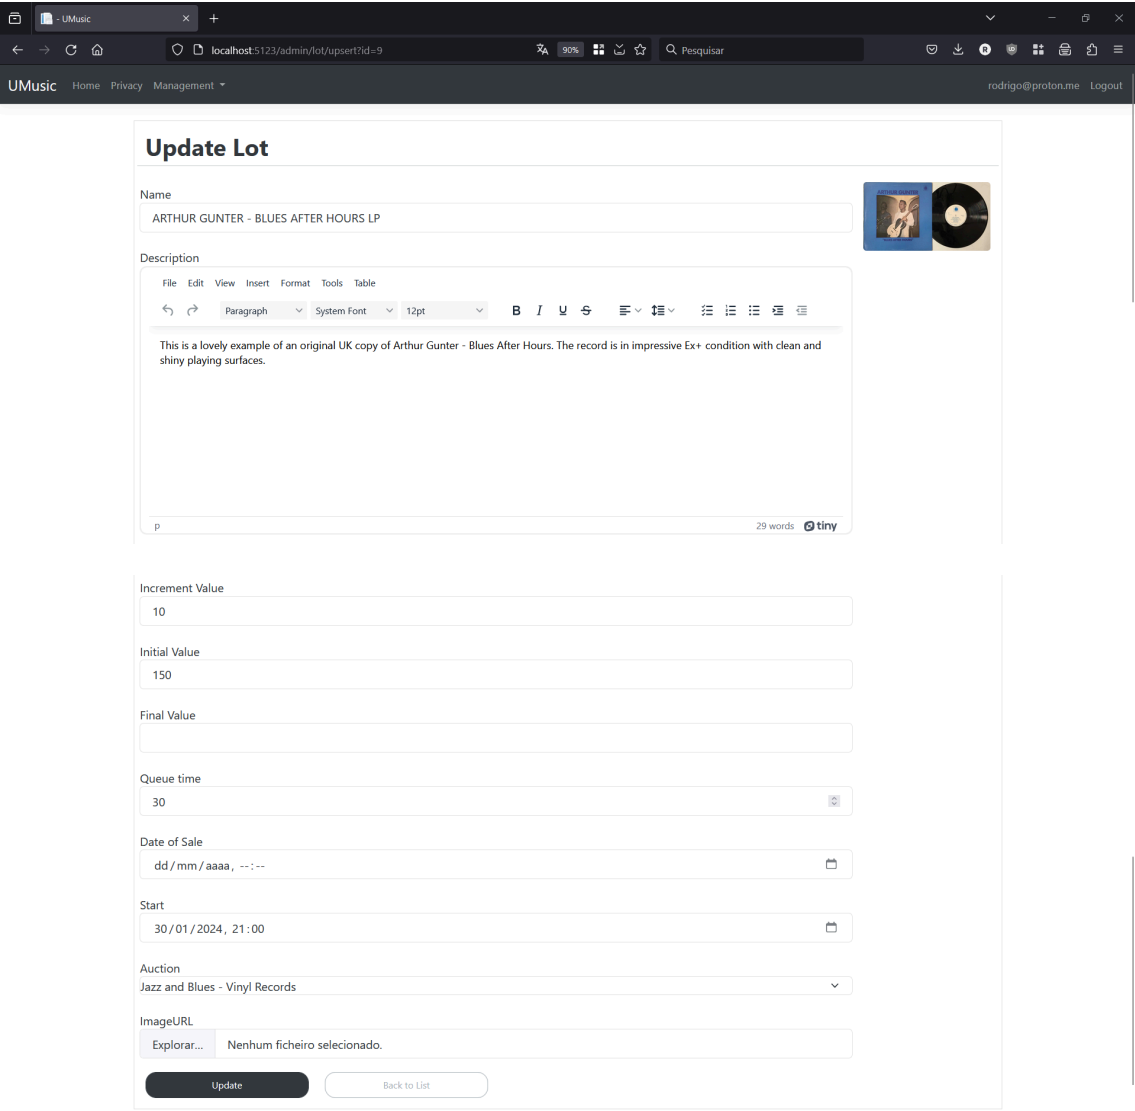 - UMusic
localhost:5123/admin/lot/upsert?id=9
90%
Pesquisar
UMusic Home Privacy Management rodrigo@proton.me Logout
Update Lot
Name
ARTHUR GUNTER - BLUES AFTER HOURS LP
ARTHUR GUNTER
Description
File Edit View Insert Format Tools Table
Paragraph System Font 12pt B I U S
This is a lovely example of an original UK copy of Arthur Gunter - Blues After Hours. The record is in impressive Ex+ condition with clean and
shiny playing surfaces.
p 29 words tiny
Increment Value
10
Initial Value
150
Final Value
Queue time
30
Date of Sale
dd/mm/aaaa, --:--
Start
30/01/2024, 21:00
Auction
Jazz and Blues - Vinyl Records
ImageURL
Explorar... Nenhum ficheiro selecionado.
Update Back to List